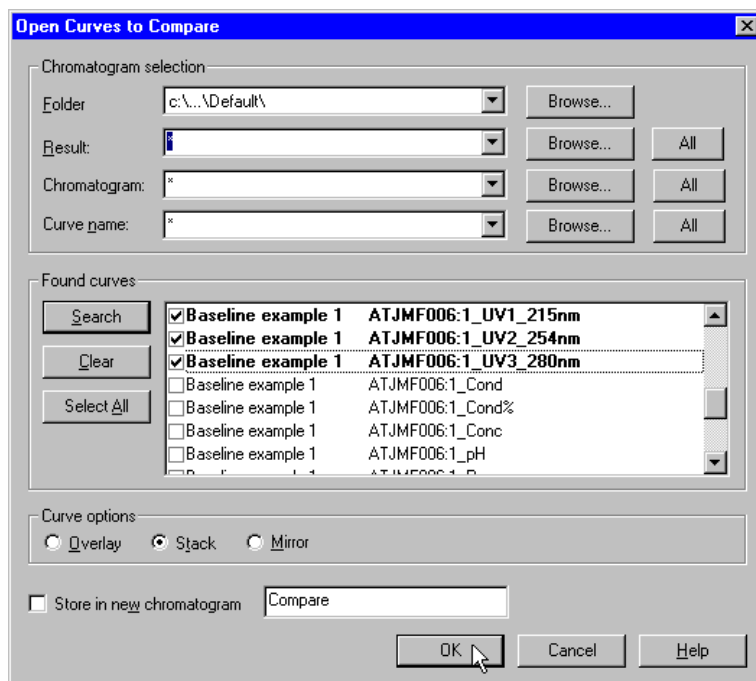 Open Curves to Compare
Chromatogram selection
Folder c:\...\Default\ Browse...
Result: * Browse... All
Chromatogram: * Browse... All
Curve name: * Browse... All
Found curves
Search
Clear
Select All
Baseline example 1 ATJMF006:1_UV1_215nm
Baseline example 1 ATJMF006:1_UV2_254nm
Baseline example 1 ATJMF006:1_UV3_280nm
Baseline example 1 ATJMF006:1_Cond
Baseline example 1 ATJMF006:1_Cond%
Baseline example 1 ATJMF006:1_Conc
Baseline example 1 ATJMF006:1_pH
Curve options
Overlay Stack Mirror
Store in new chromatogram Compare
OK Cancel Help